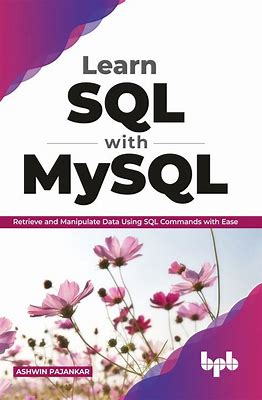 Learn
SQL
with
MySQL
Retrieve and Manipulate Data Using SQL Commands with Ease
ASHWIN PAJANKAR
bpb